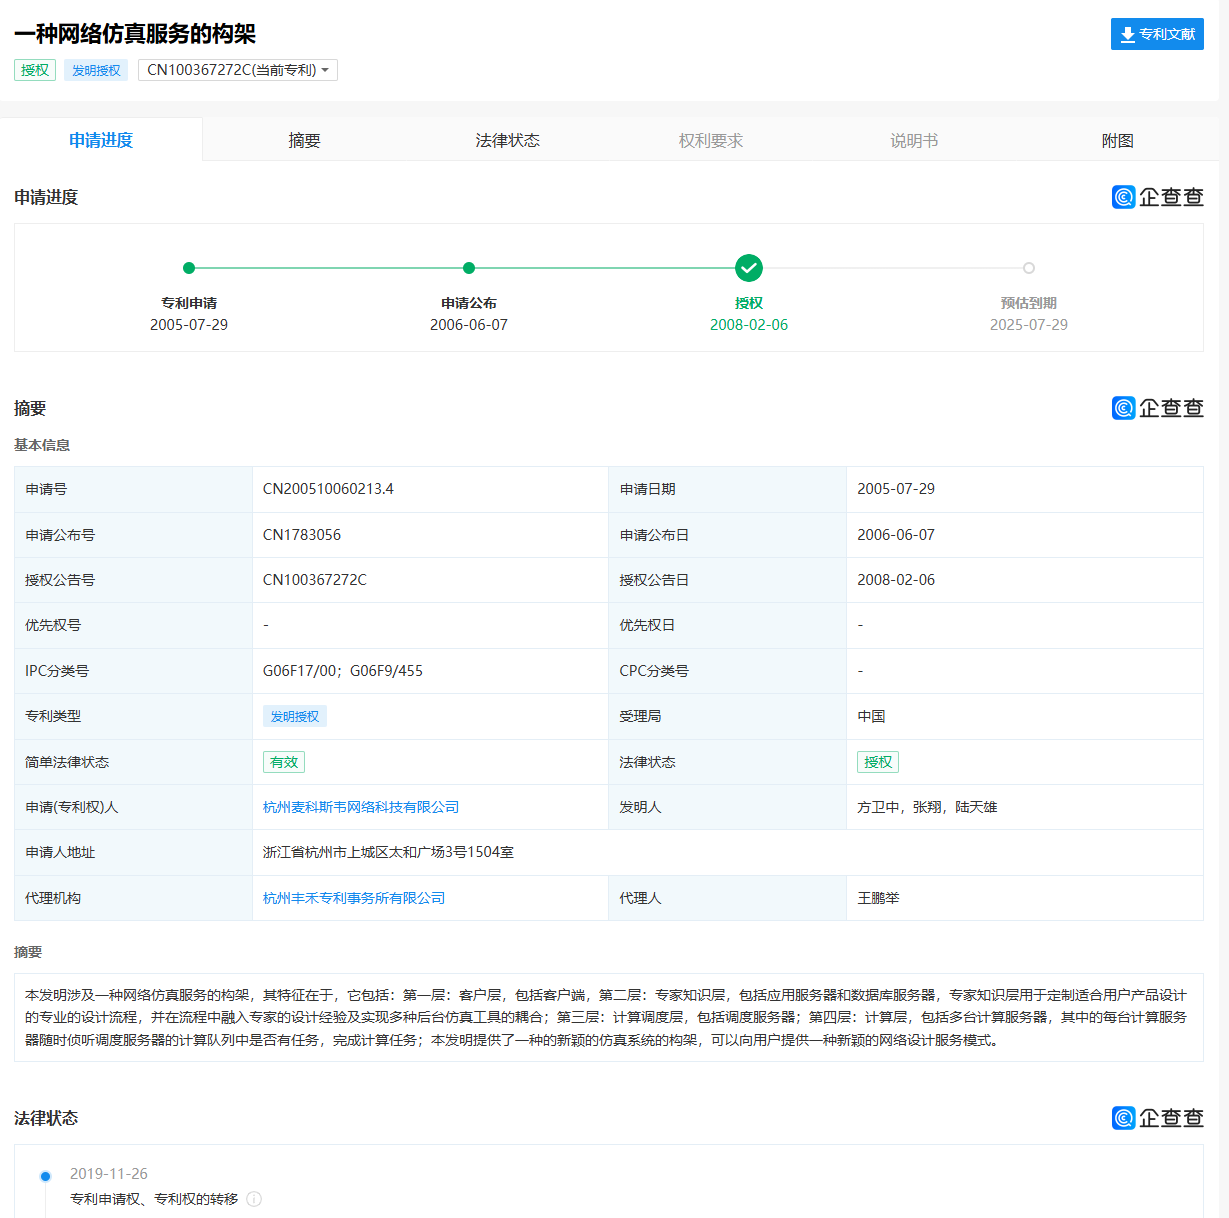 一种网络仿真服务的构架
专利文献
授权 发明授权 CN100367272C(当前专利)
申请进度 摘要 法律状态 权利要求 说明书 附图
申请进度 企查查
专利申请 申请公布 授权 预估到期
2005-07-29 2006-06-07 2008-02-06 2025-07-29
摘要 企查查
基本信息
申请号 CN200510060213.4 申请日期 2005-07-29
申请公布号 CN1783056 申请公布日 2006-06-07
授权公告号 CN100367272C 授权公告日 2008-02-06
优先权号 - 优先权日 -
IPC分类号 G06F17/00；G06F9/455 CPC分类号 -
专利类型 发明授权 受理局 中国
简单法律状态 有效 法律状态 授权
申请(专利权)人 杭州麦科斯韦网络科技有限公司 发明人 方卫中，张翔，陆天雄
申请人地址 浙江省杭州市上城区太和广场3号1504室
代理机构 杭州丰禾专利事务所有限公司 代理人 王鹏举
摘要
本发明涉及一种网络仿真服务的构架，其特征在于，它包括：第一层：客户层，包括客户端，第二层：专家知识层，包括应用服务器和数据库服务器，专家知识层用于定制适合用户产品设计
的专业的设计流程，并在流程中融入专家的设计经验及实现多种后台仿真工具的耦合；第三层：计算调度层，包括调度服务器；第四层：计算层，包括多台计算服务器，其中的每台计算服务
器随时侦听调度服务器的计算队列中是否有任务，完成计算任务；本发明提供了一种的新颖的仿真系统的构架，可以向用户提供一种新颖的网络设计服务模式。
法律状态 企查查
2019-11-26
专利申请权、专利权的转移